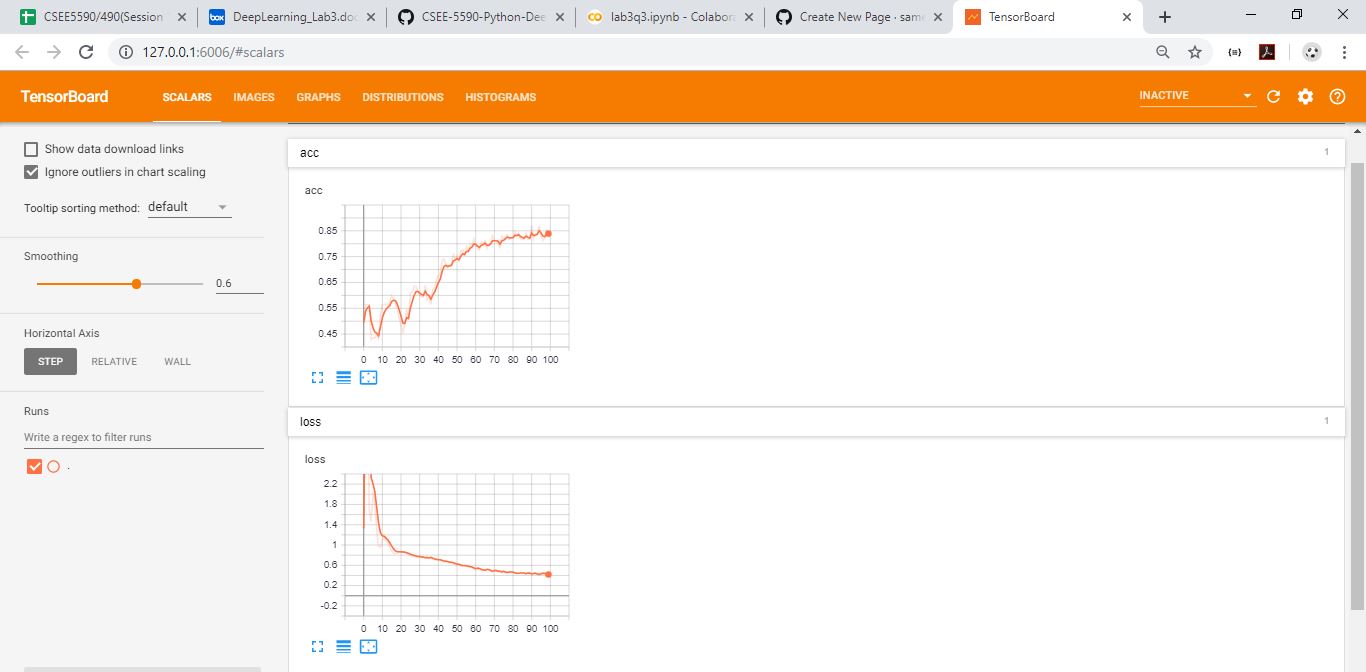 CSEE5590/490(Session
DeepLearning_Lab3.doc
CSEE-5590-Python-Dee
lab3q3.ipynb - Colabora
Create New Page · same
TensorBoard
127.0.0.1:6006/#scalars
TensorBoard
SCALARS
IMAGES
GRAPHS
DISTRIBUTIONS
HISTOGRAMS
INACTIVE
Show data download links
Ignore outliers in chart scaling
Tooltip sorting method: default
Smoothing
0.6
Horizontal Axis
STEP RELATIVE WALL
Runs
Write a regex to filter runs
.
acc 1
acc
0.85
0.75
0.65
0.55
0.45
0 10 20 30 40 50 60 70 80 90 100
loss 1
loss
2.2
1.8
1.4
1
0.6
0.2
-0.2
0 10 20 30 40 50 60 70 80 90 100